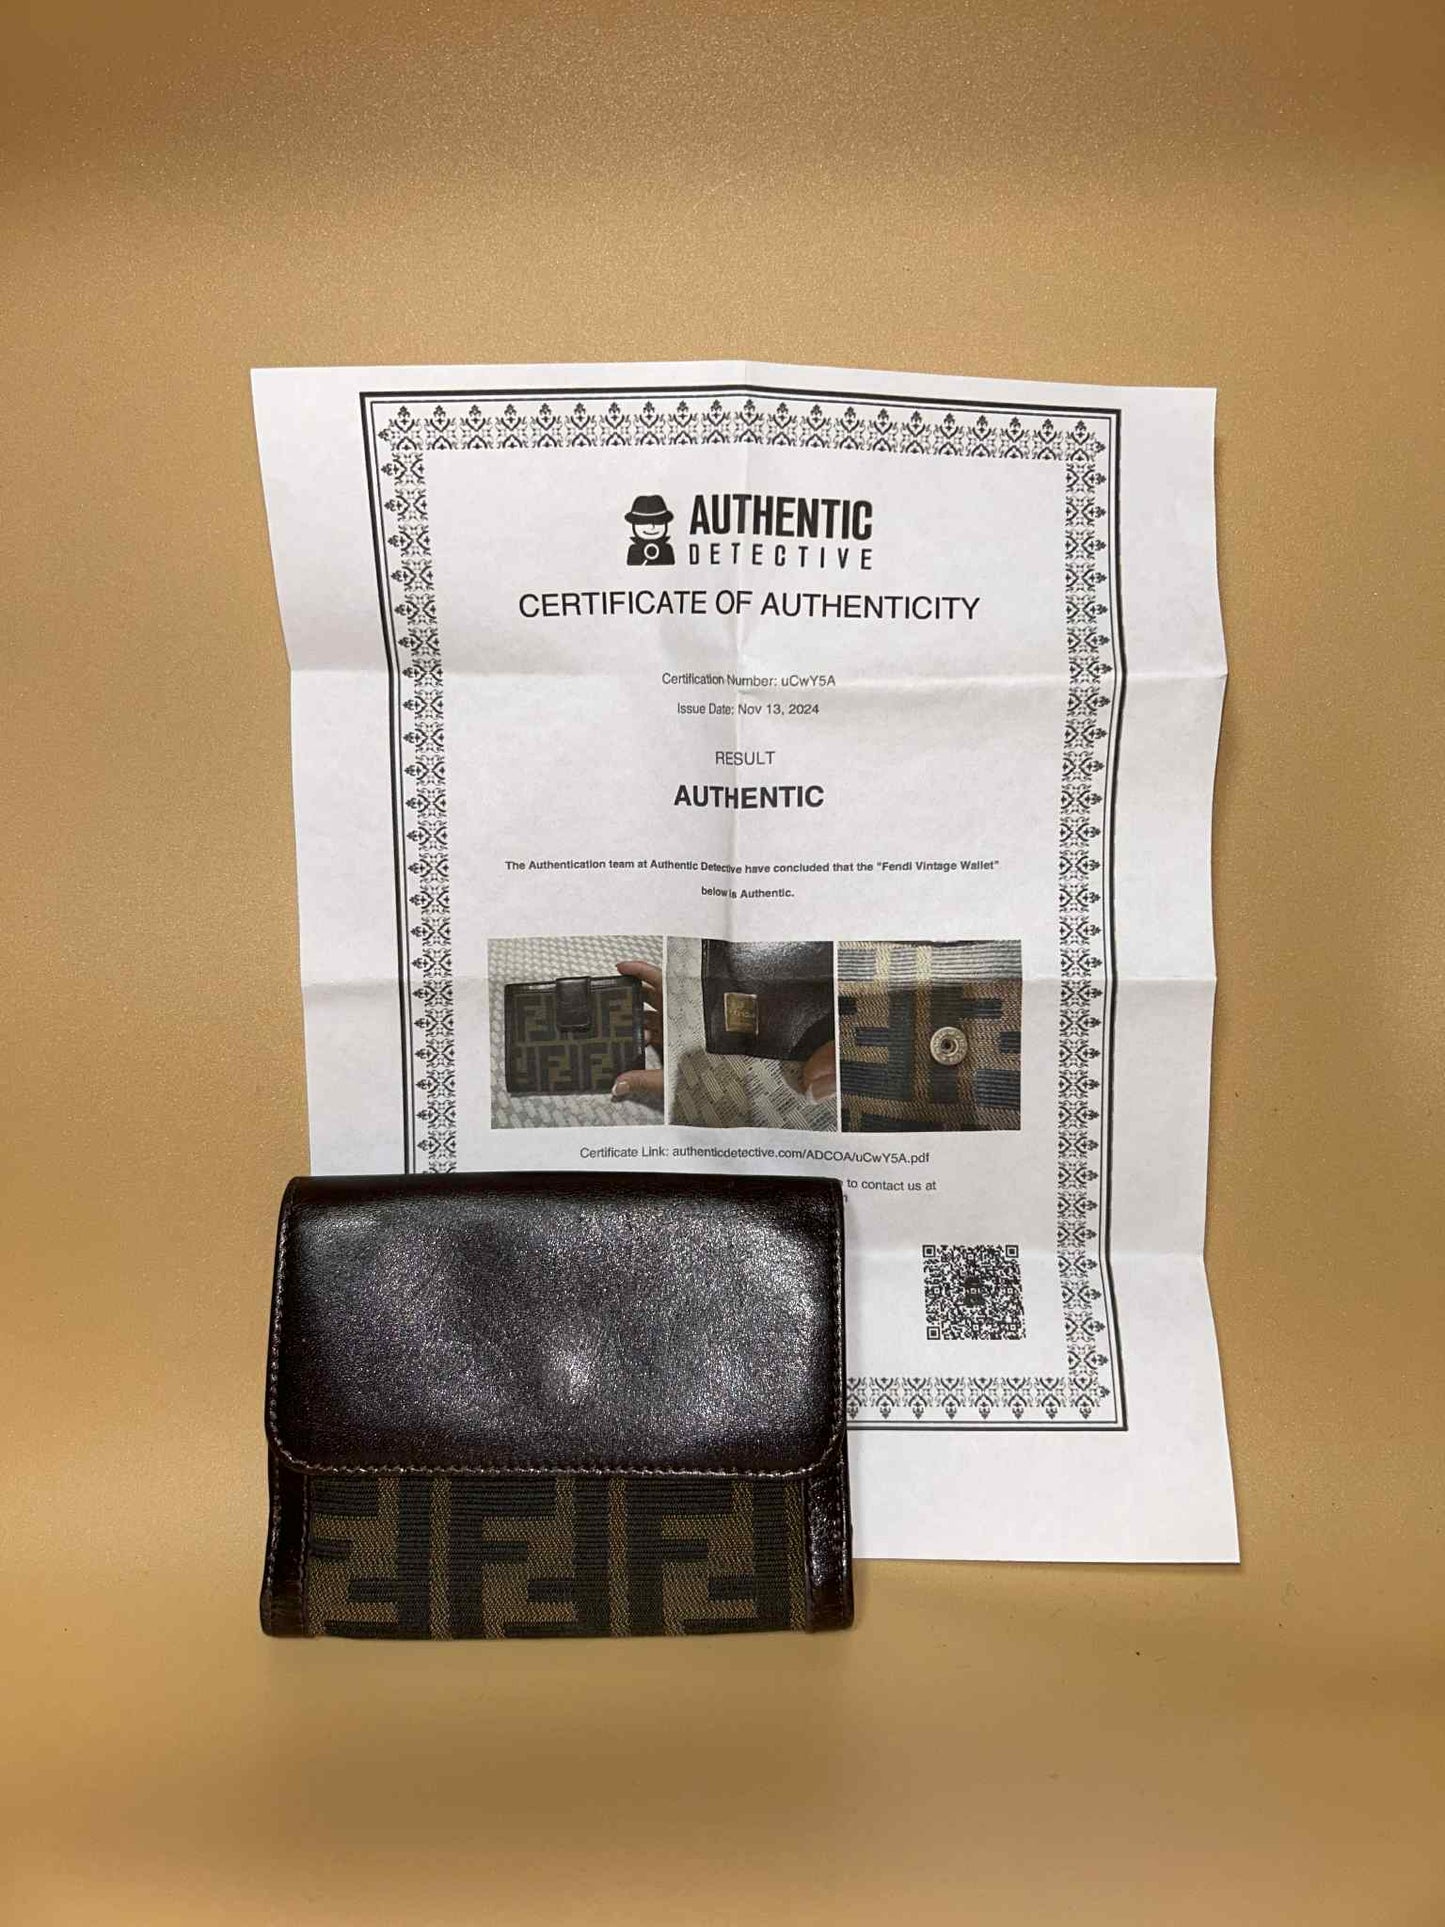 AUTHENTIC
DETECTIVE
CERTIFICATE OF AUTHENTICITY
Certification Number: uCwY5A
Issue Date: Nov 13, 2024
RESULT
AUTHENTIC
The Authentication team at Authentic Detective have concluded that the "Fendi Vintage Wallet"
below is Authentic.
Certificate Link: authenticdetective.com/ADCOA/uCwY5A.pdf
to contact us at